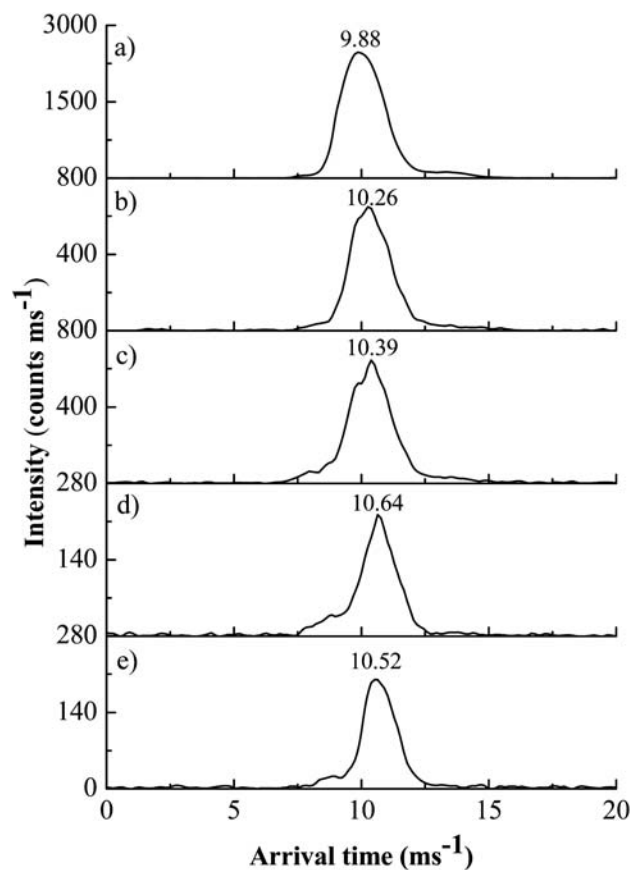 3000
a)
9.88
1500
800
b)
10.26
400
800
c)
10.39
400
280
d)
10.64
140
280
e)
10.52
140
0
0 5 10 15 20
Intensity (counts ms-1)
Arrival time (ms-1)